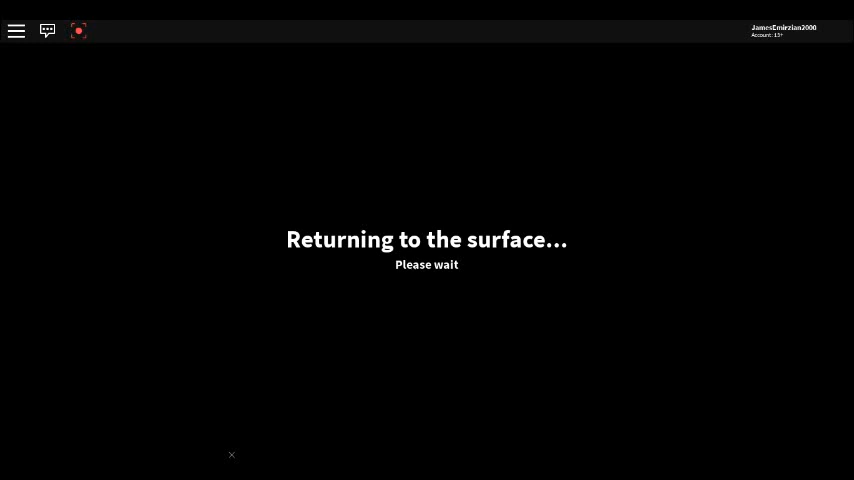 JamesEmirzian2000
Account: 13+
Returning to the surface...
Please wait